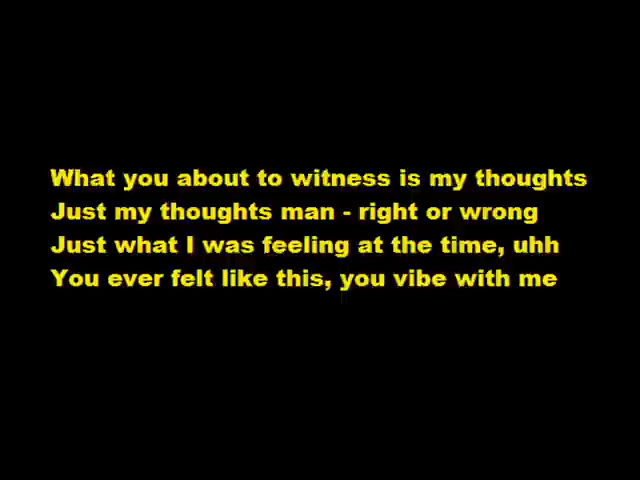 What you about to witness is my thoughts
Just my thoughts man - right or wrong
Just what I was feeling at the time, uhh
You ever felt like this, you vibe with me